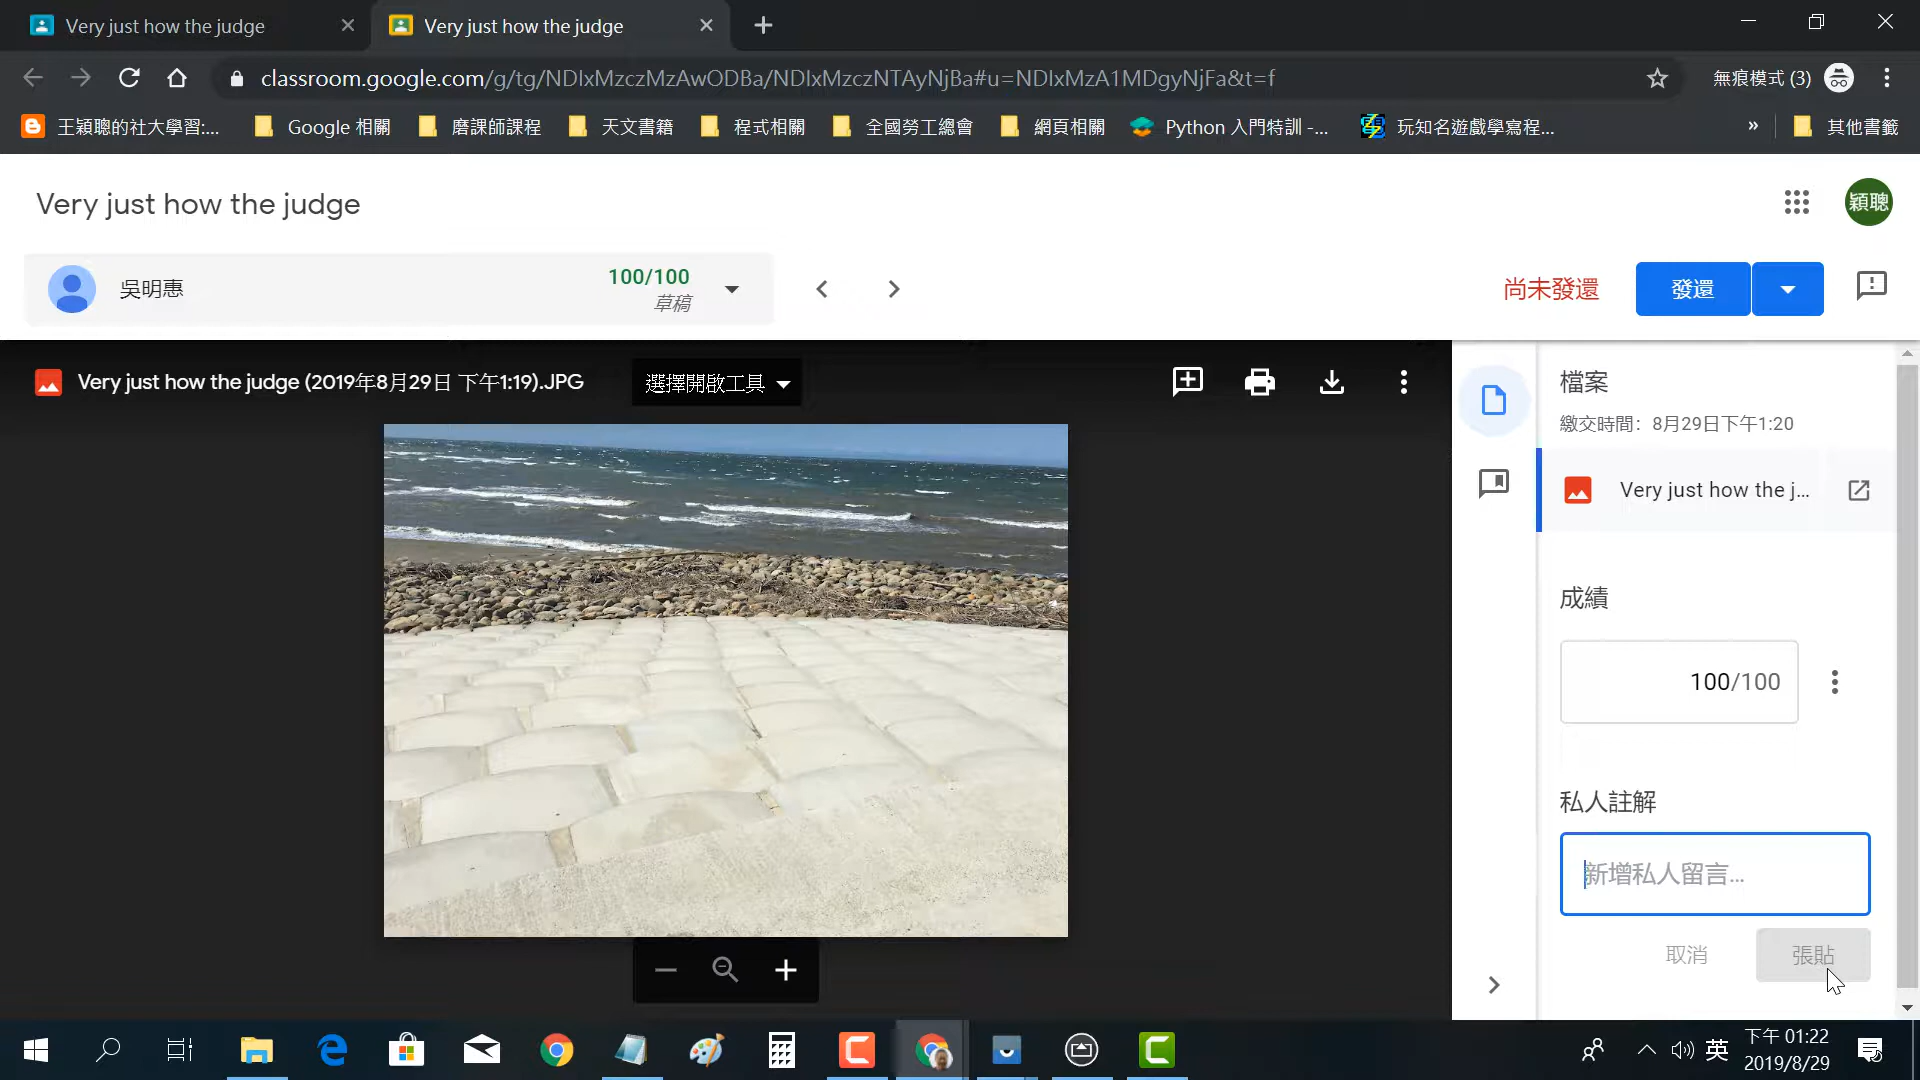 Very just how the judge
Very just how the judge
classroom.google.com/g/tg/NDIxMzczMzAwODBa/NDIxMzczNTAyNjBa#u=NDIxMzA1MDgyNjFa&t=f
無痕模式 (3)
王穎聰的社大學習:...
Google 相關
磨課師課程
天文書籍
程式相關
全國勞工總會
網頁相關
Python 入門特訓 -...
玩知名遊戲學寫程...
»
其他書籤
Very just how the judge
穎聰
吳明惠
100/100
草稿
尚未發還
發還
Very just how the judge (2019年8月29日 下午1:19).JPG
選擇開啟工具
檔案
繳交時間: 8月29日下午1:20
Very just how the j...
成績
100/100
私人註解
新增私人留言...
取消
張貼
英
下午 01:22
2019/8/29